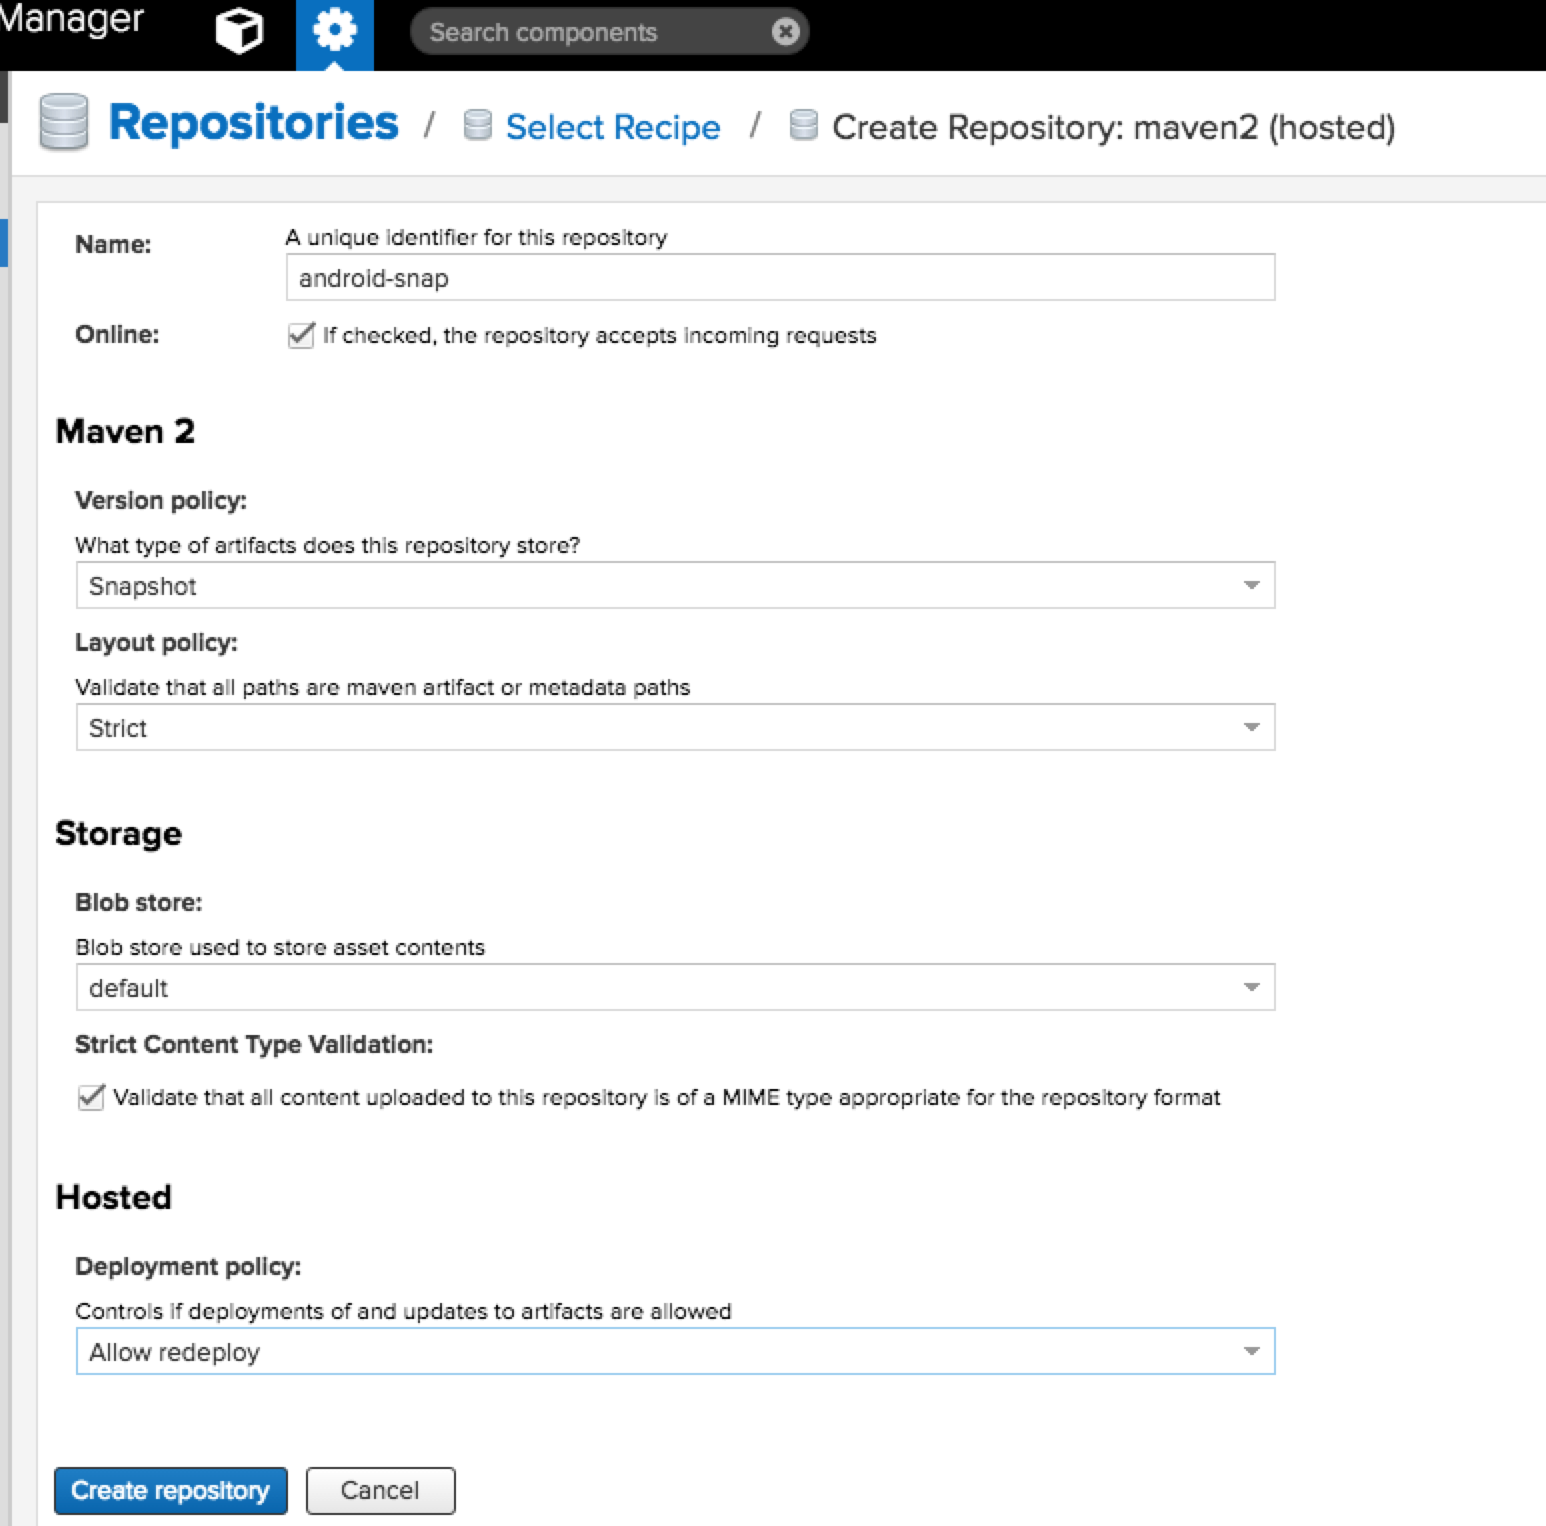 Manager
Search components
Repositories / Select Recipe / Create Repository: maven2 (hosted)
Name:
A unique identifier for this repository
android-snap
Online:
If checked, the repository accepts incoming requests
Maven 2
Version policy:
What type of artifacts does this repository store?
Snapshot
Layout policy:
Validate that all paths are maven artifact or metadata paths
Strict
Storage
Blob store:
Blob store used to store asset contents
default
Strict Content Type Validation:
Validate that all content uploaded to this repository is of a MIME type appropriate for the repository format
Hosted
Deployment policy:
Controls if deployments of and updates to artifacts are allowed
Allow redeploy
Create repository
Cancel